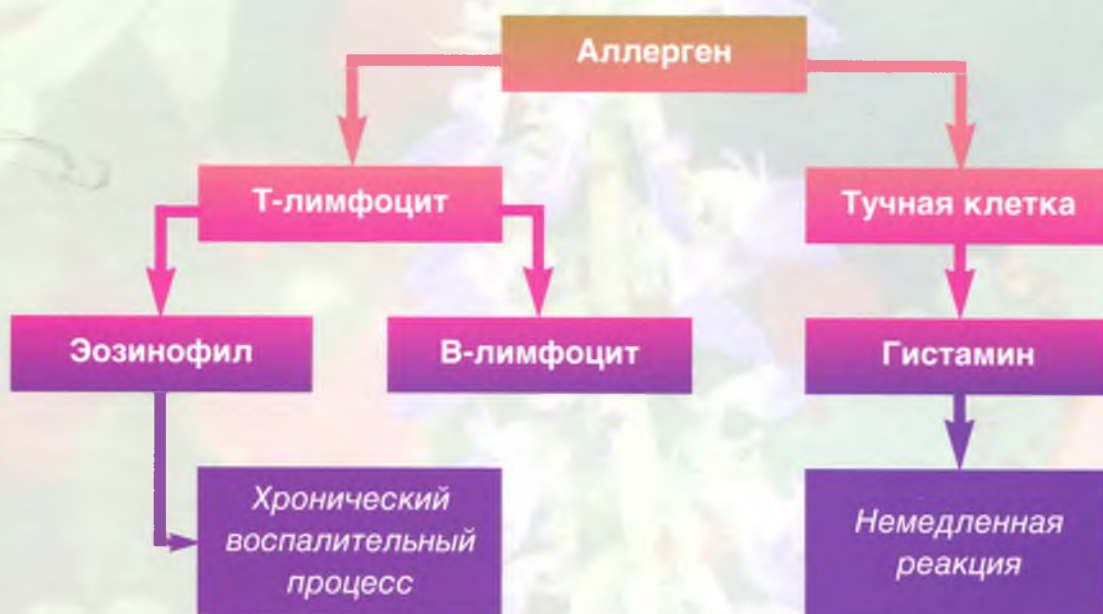 Аллерген
Т-лимфоцит
Тучная клетка
Эозинофил
В-лимфоцит
Гистамин
Хронический
воспалительный
процесс
Немедленная
реакция